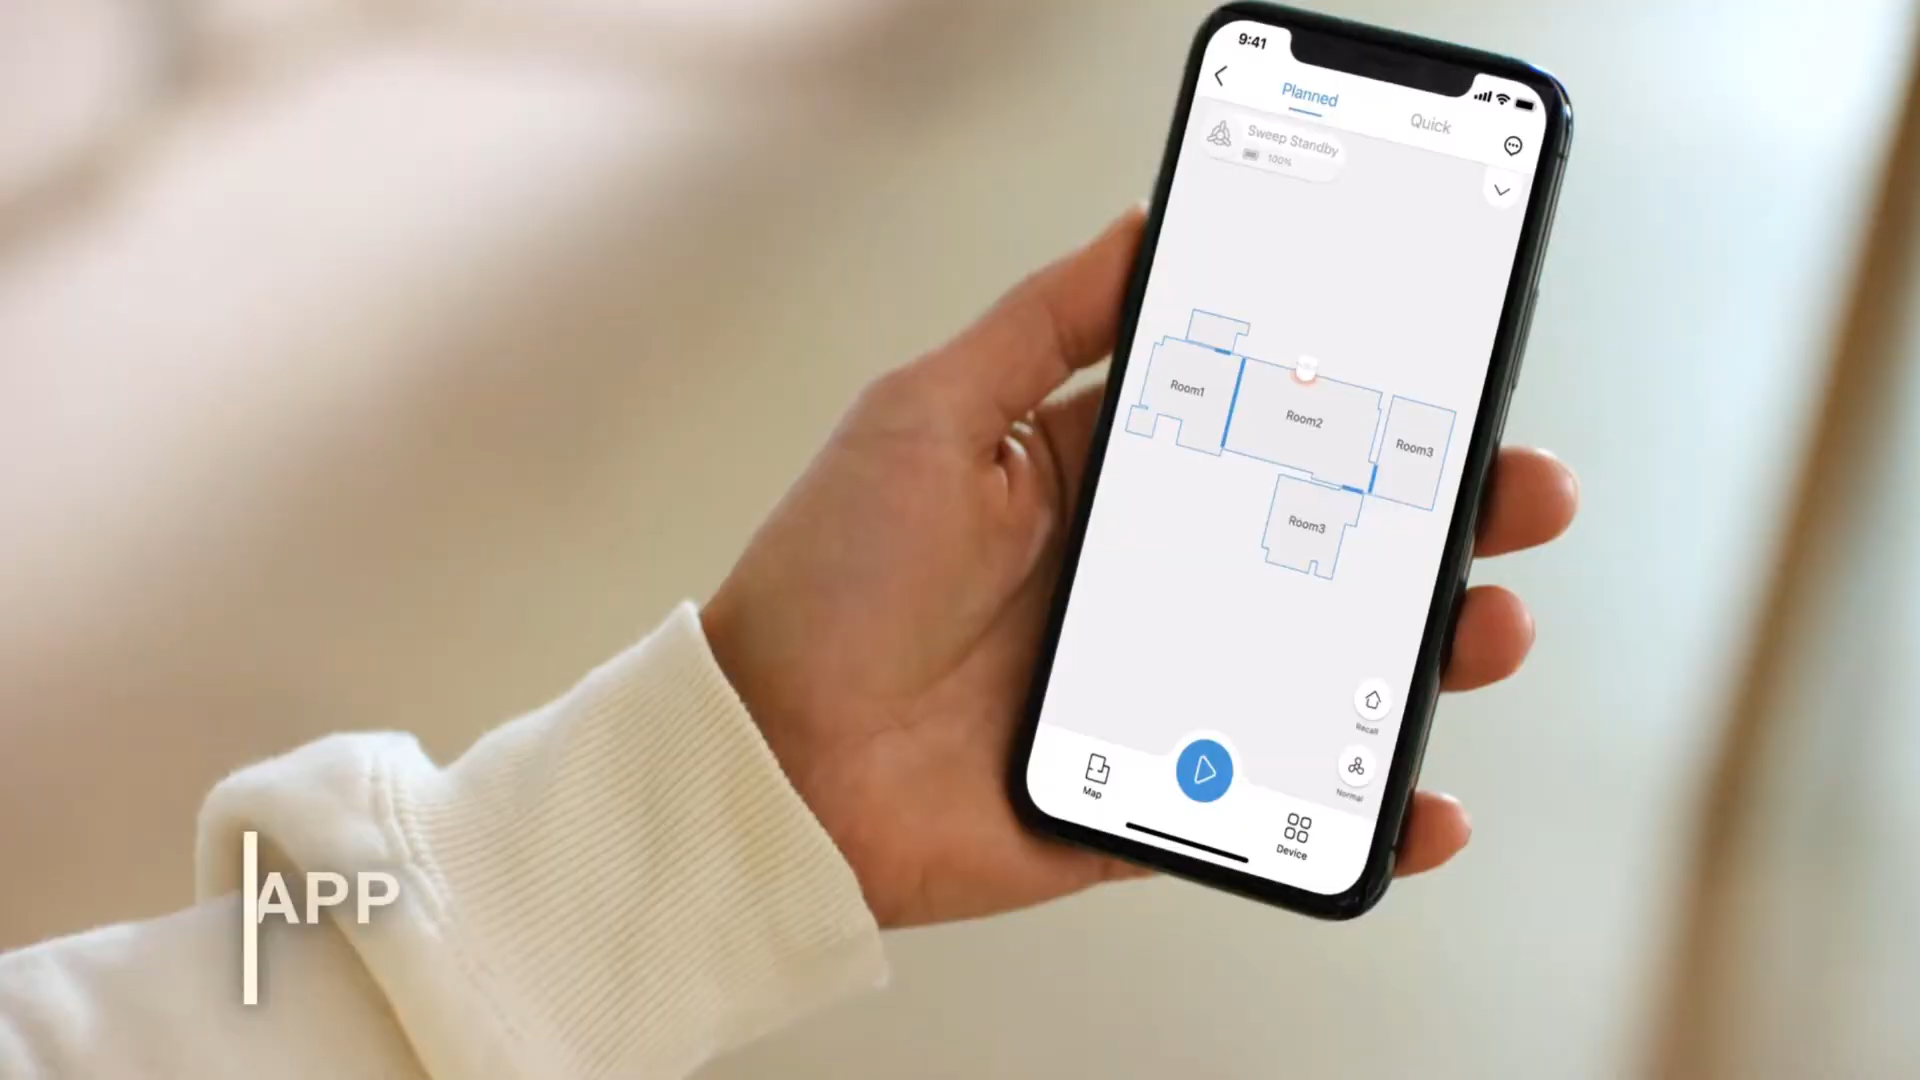 9:41
Planned
Quick
Sweep Standby
100%
Room1
Room2
Room3
Room3
Recall
Normal
Map
Device
APP